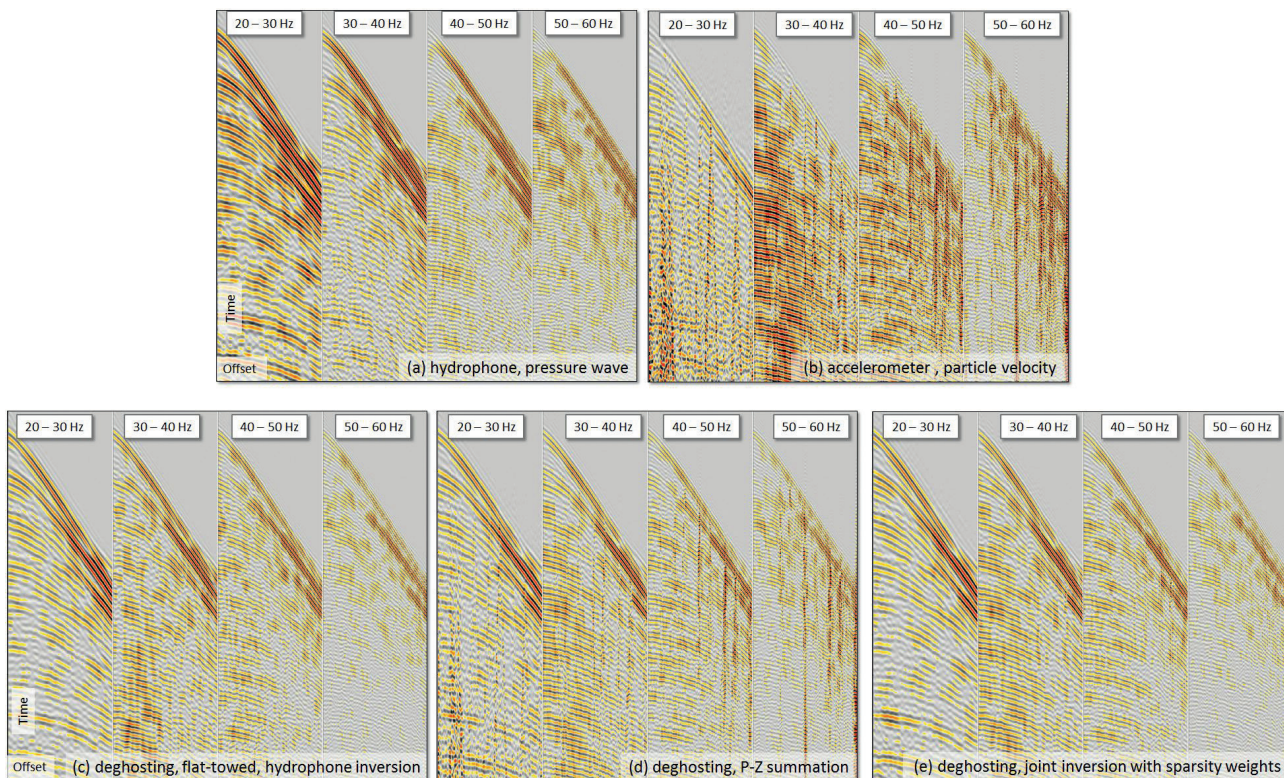 20 – 30 Hz 30 – 40 Hz 40 – 50 Hz 50 – 60 Hz
Time
Offset
(a) hydrophone, pressure wave
20 – 30 Hz 30 – 40 Hz 40 – 50 Hz 50 – 60 Hz
(b) accelerometer , particle velocity
20 – 30 Hz 30 – 40 Hz 40 – 50 Hz 50 – 60 Hz
Time
Offset
(c) deghosting, flat-towed, hydrophone inversion
20 – 30 Hz 30 – 40 Hz 40 – 50 Hz 50 – 60 Hz
(d) deghosting, P-Z summation
20 – 30 Hz 30 – 40 Hz 40 – 50 Hz 50 – 60 Hz
(e) deghosting, joint inversion with sparsity weights